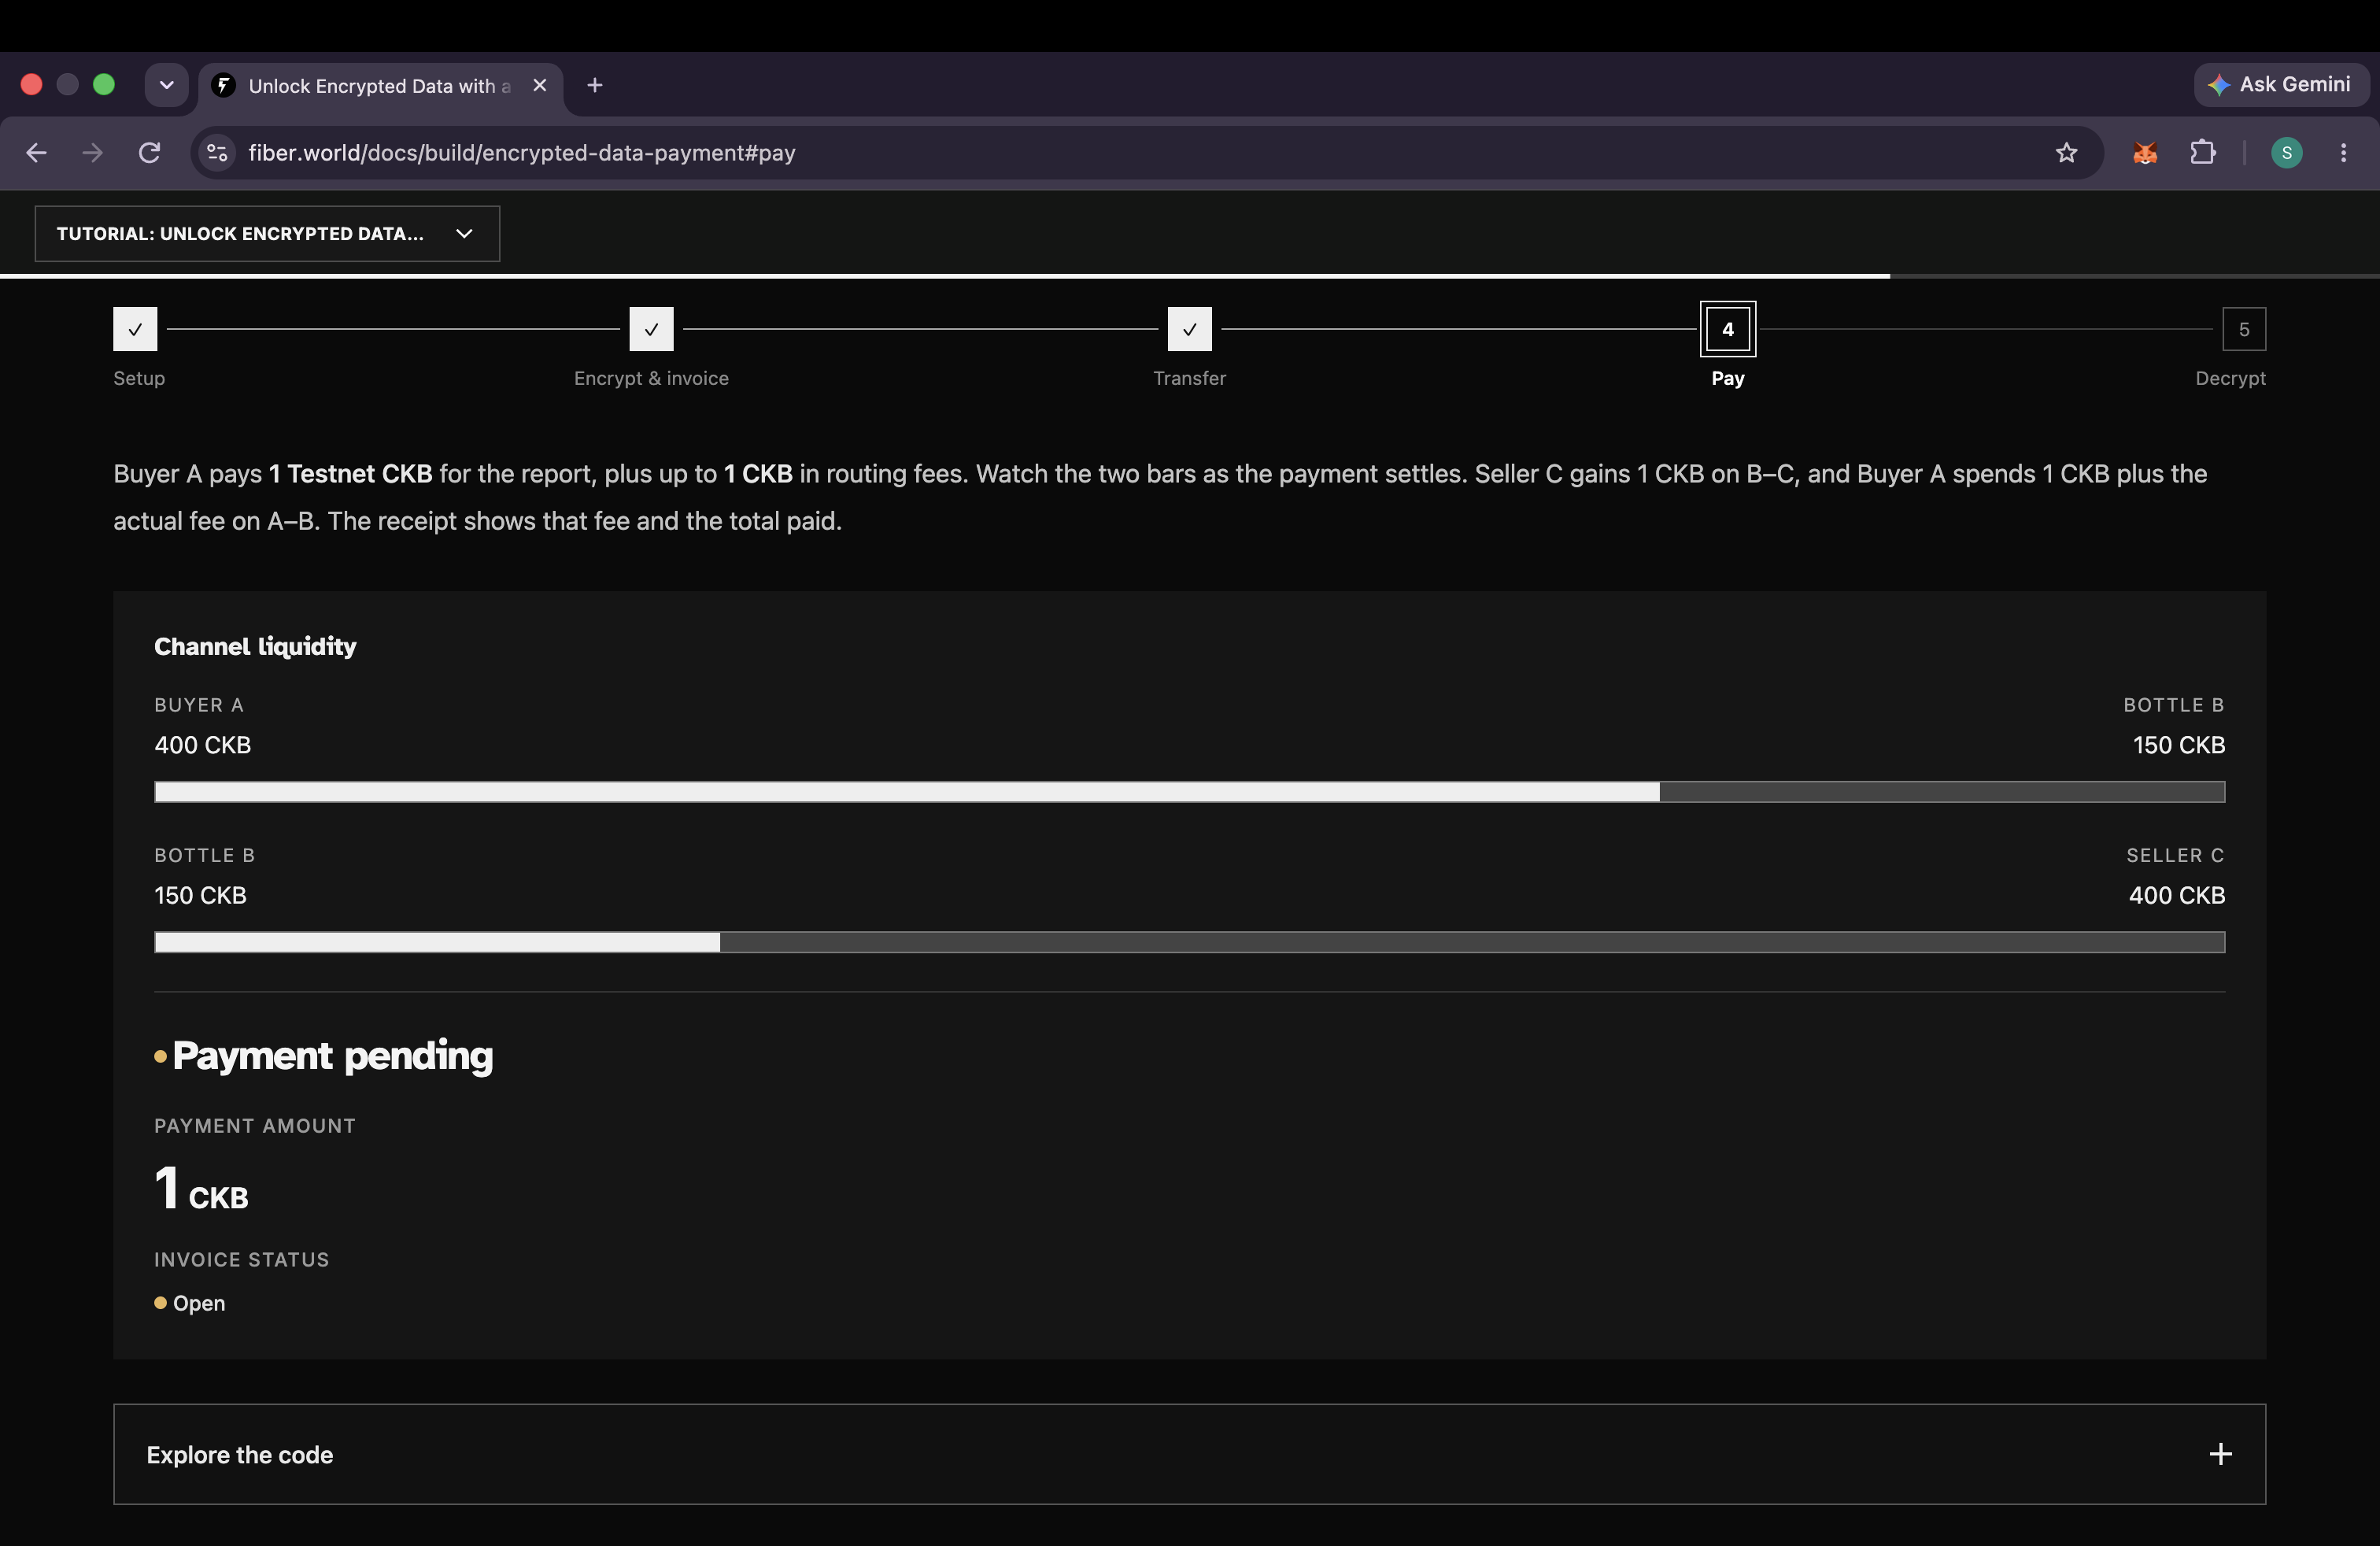 Unlock Encrypted Data with a
Ask Gemini
fiber.world/docs/build/encrypted-data-payment#pay
S
TUTORIAL: UNLOCK ENCRYPTED DATA...
4
5
Setup
Encrypt & invoice
Transfer
Pay
Decrypt
Buyer A pays 1 Testnet CKB for the report, plus up to 1 CKB in routing fees. Watch the two bars as the payment settles. Seller C gains 1 CKB on B–C, and Buyer A spends 1 CKB plus the
actual fee on A–B. The receipt shows that fee and the total paid.
Channel liquidity
BUYER A
BOTTLE B
400 CKB
150 CKB
BOTTLE B
SELLER C
150 CKB
400 CKB
Payment pending
PAYMENT AMOUNT
1 CKB
INVOICE STATUS
Open
Explore the code